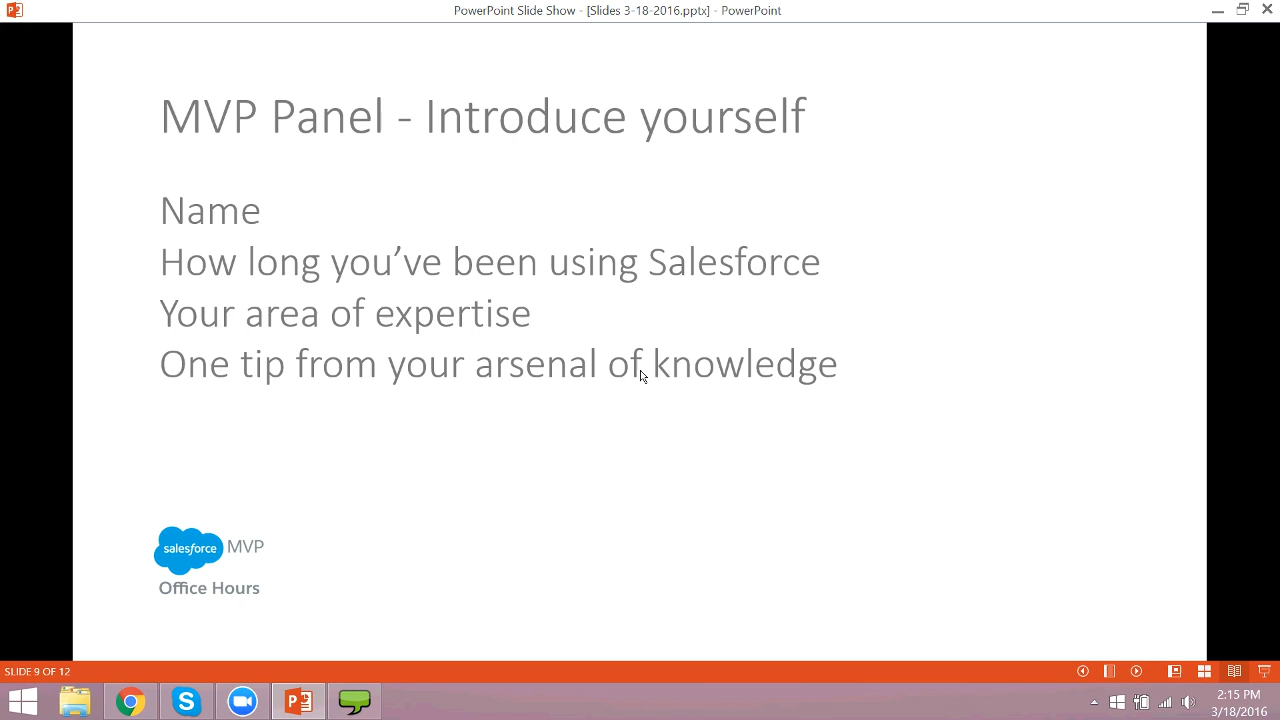 PowerPoint Slide Show - [Slides 3-18-2016.pptx] - PowerPoint
MVP Panel - Introduce yourself
Name
How long you’ve been using Salesforce
Your area of expertise
One tip from your arsenal of knowledge
salesforce MVP
Office Hours
SLIDE 9 OF 12
2:15 PM
3/18/2016